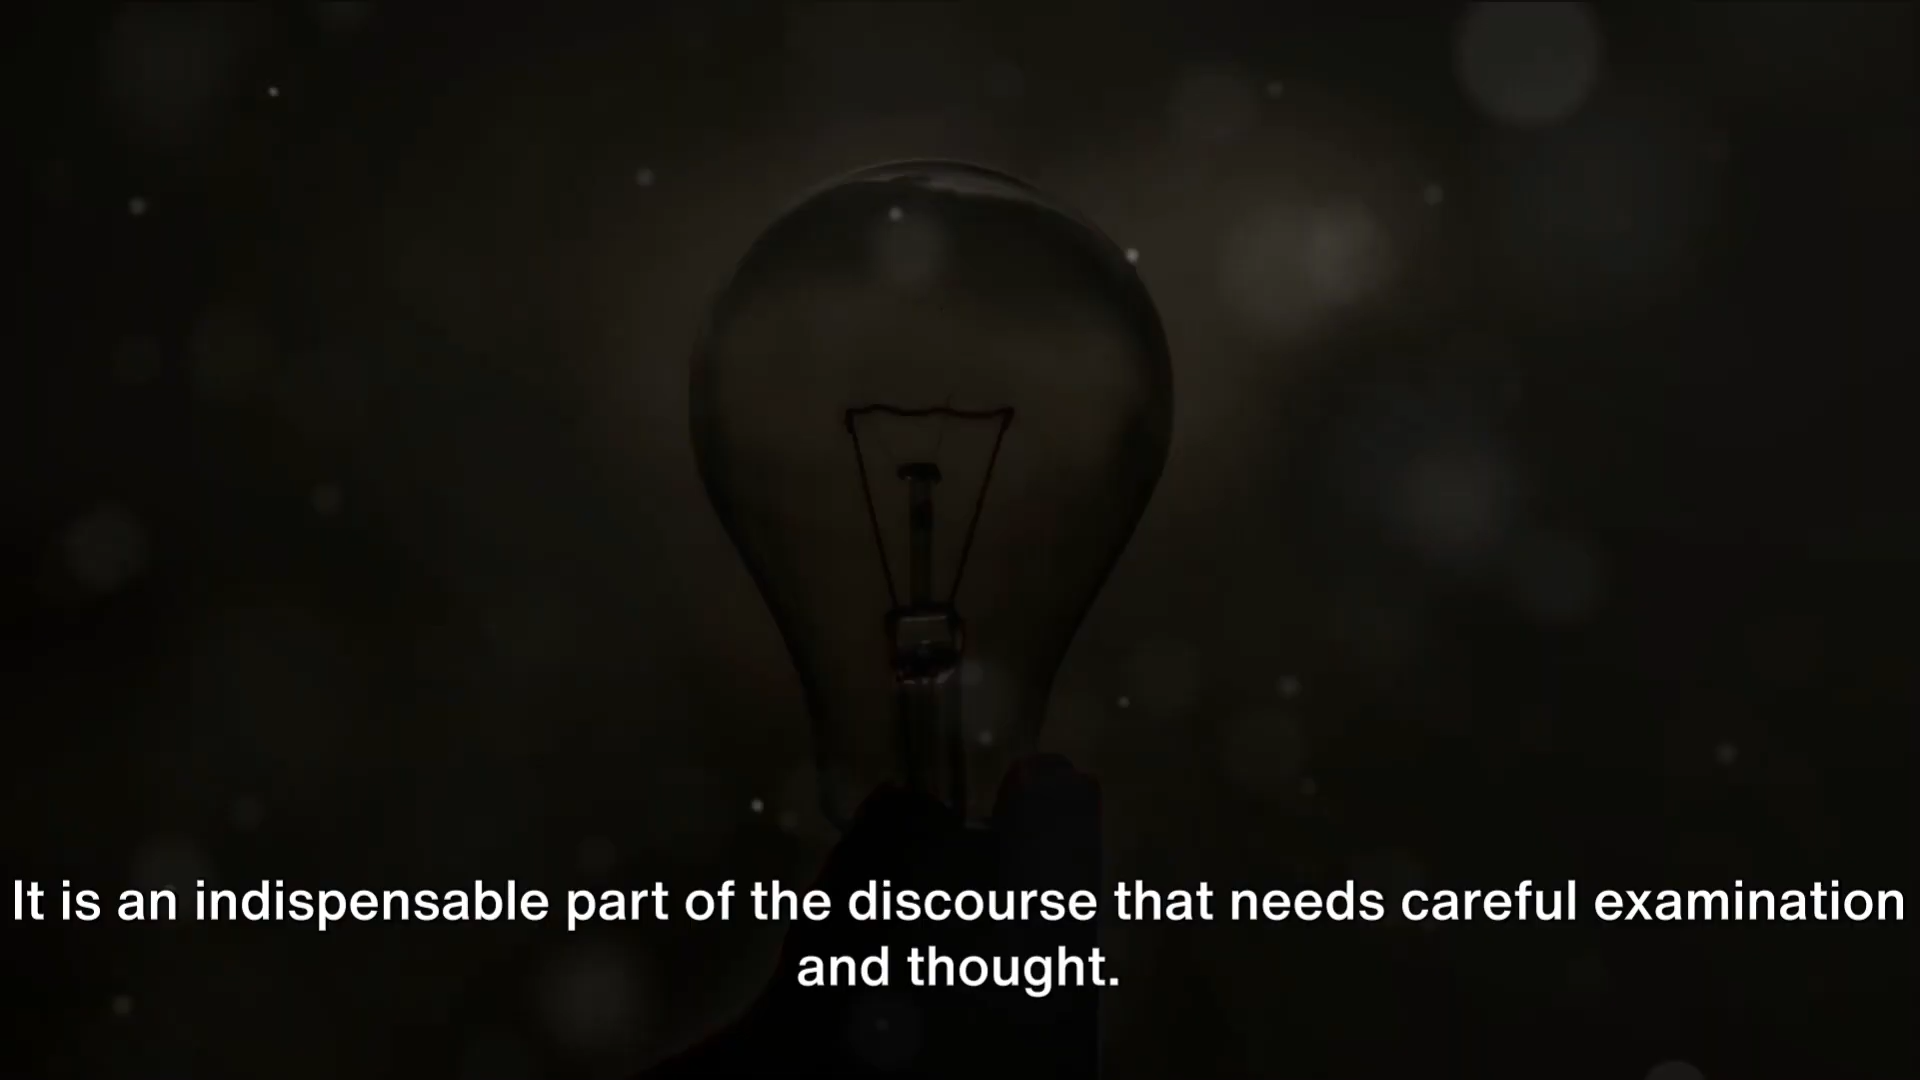 It is an indispensable part of the discourse that needs careful examination
and thought.